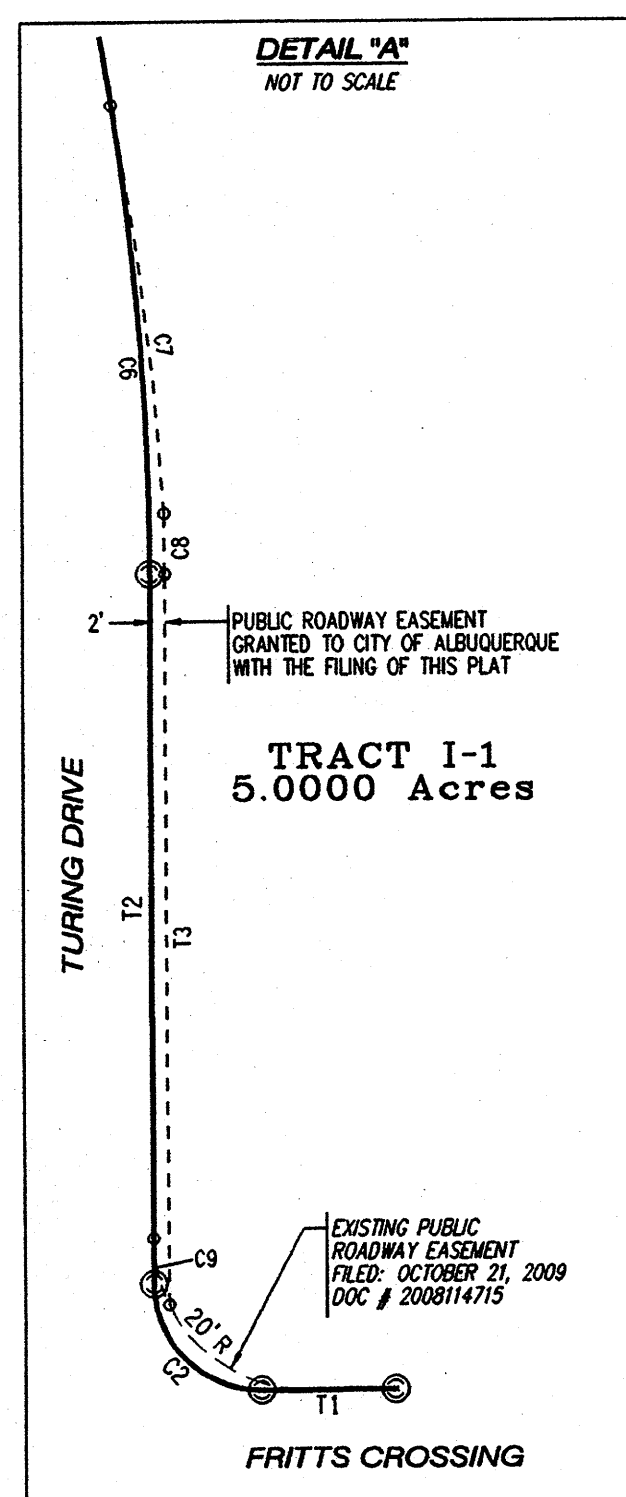 DETAIL "A"
NOT TO SCALE
C7
C6
C8
2'
PUBLIC ROADWAY EASEMENT
GRANTED TO CITY OF ALBUQUERQUE
WITH THE FILING OF THIS PLAT
TRACT I-1
5.0000 Acres
TURING DRIVE
T2
T3
EXISTING PUBLIC
ROADWAY EASEMENT
FILED: OCTOBER 21, 2009
DOC # 2008114715
C9
20' R
C2
T1
FRITTS CROSSING